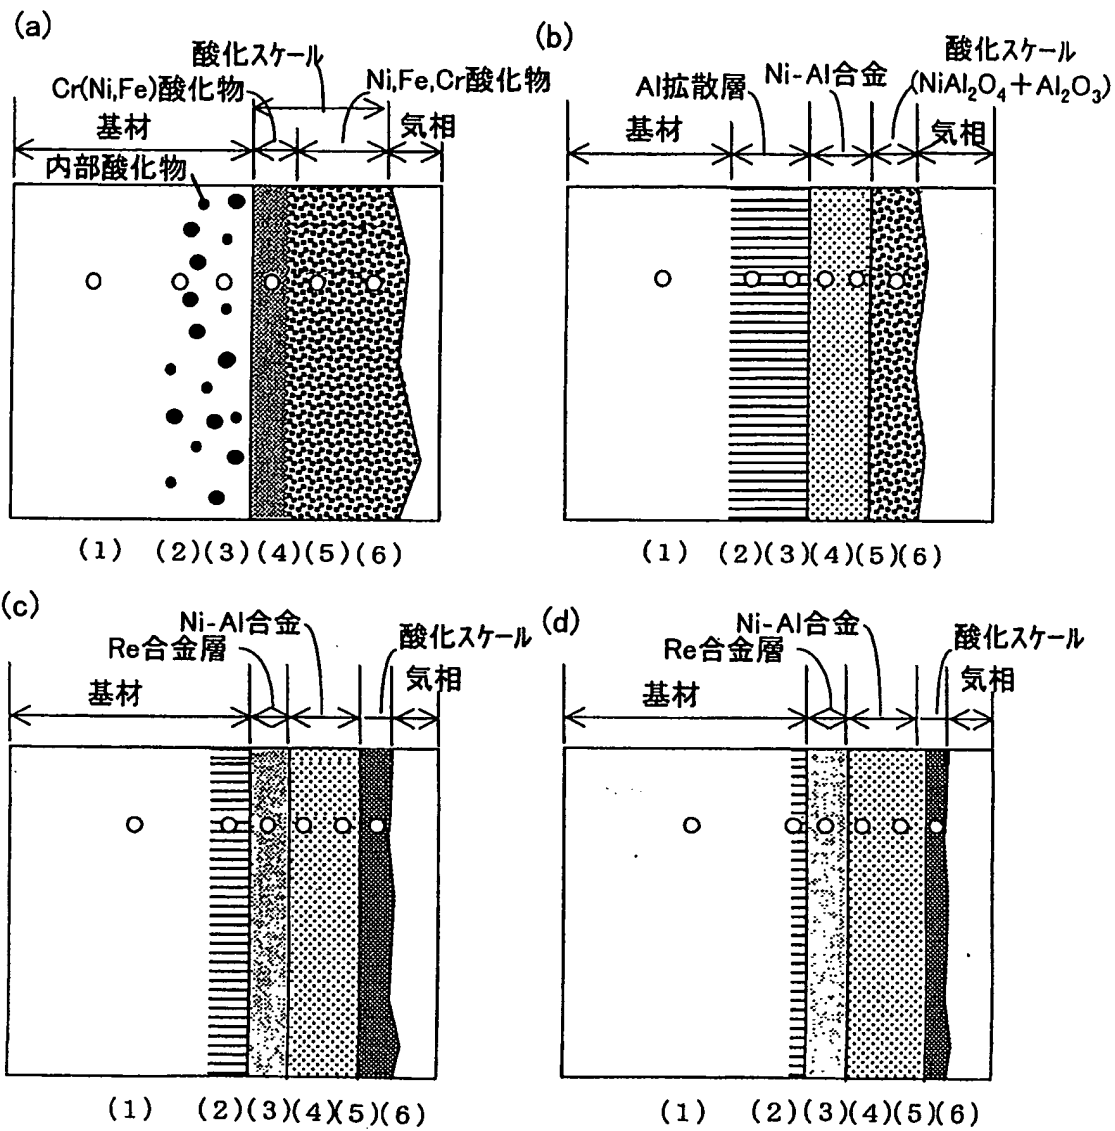 (a)
酸化スケール
Cr(Ni,Fe)酸化物
Ni,Fe,Cr酸化物
基材
気相
内部酸化物
(1) (2)(3)(4)(5)(6)
(b)
酸化スケール
(NiAl₂O₄+Al₂O₃)
Ni-Al合金
Al拡散層
基材
気相
(1) (2)(3)(4)(5)(6)
(c)
Ni-Al合金
Re合金層
酸化スケール
基材
気相
(1) (2)(3)(4)(5)(6)
(d)
Ni-Al合金
Re合金層
酸化スケール
基材
気相
(1) (2)(3)(4)(5)(6)